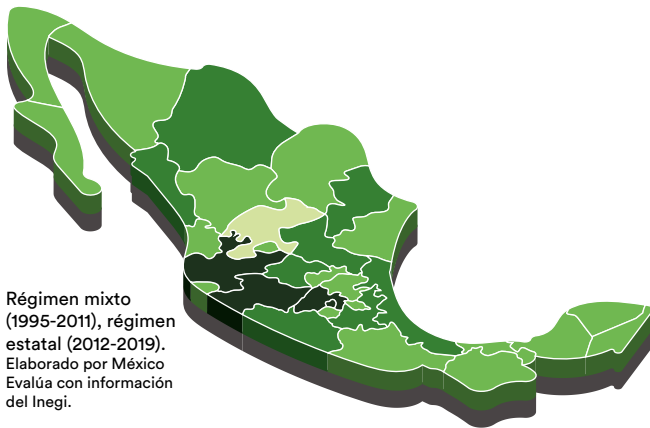 Régimen mixto
(1995-2011), régimen
estatal (2012-2019).
Elaborado por México
Evalúa con información
del Inegi.